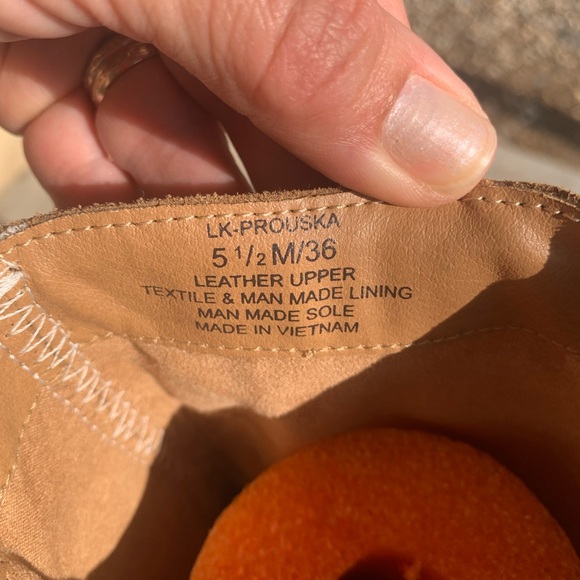 LK-PROUSKA
5 1/2 M/36
LEATHER UPPER
TEXTILE & MAN MADE LINING
MAN MADE SOLE
MADE IN VIETNAM